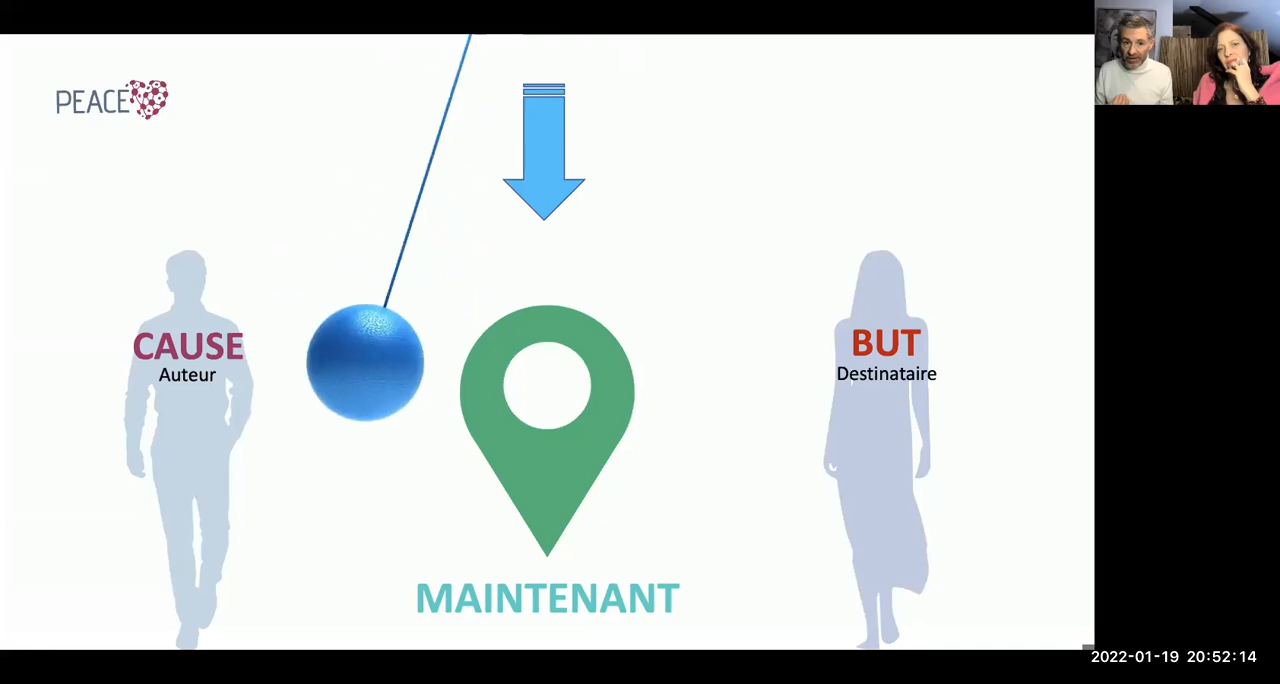 PEACE
CAUSE
Auteur
BUT
Destinataire
MAINTENANT
2022-01-19 20:52:14